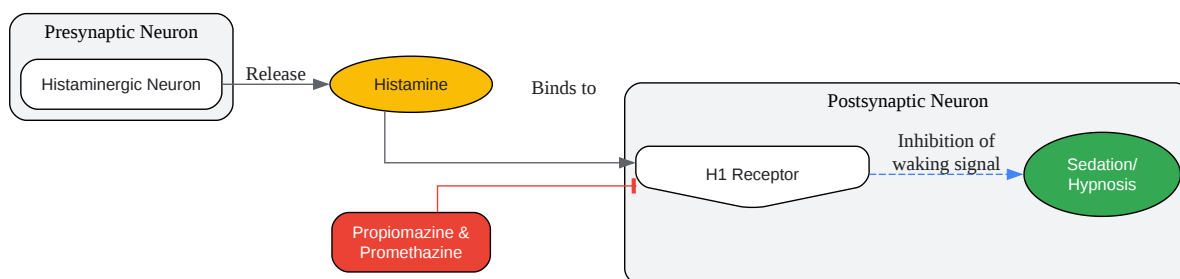 Presynaptic Neuron
Histaminergic Neuron
Release
Histamine
Binds to
Postsynaptic Neuron
H1 Receptor
Inhibition of
waking signal
Sedation/
Hypnosis
Propiomazine &
Promethazine